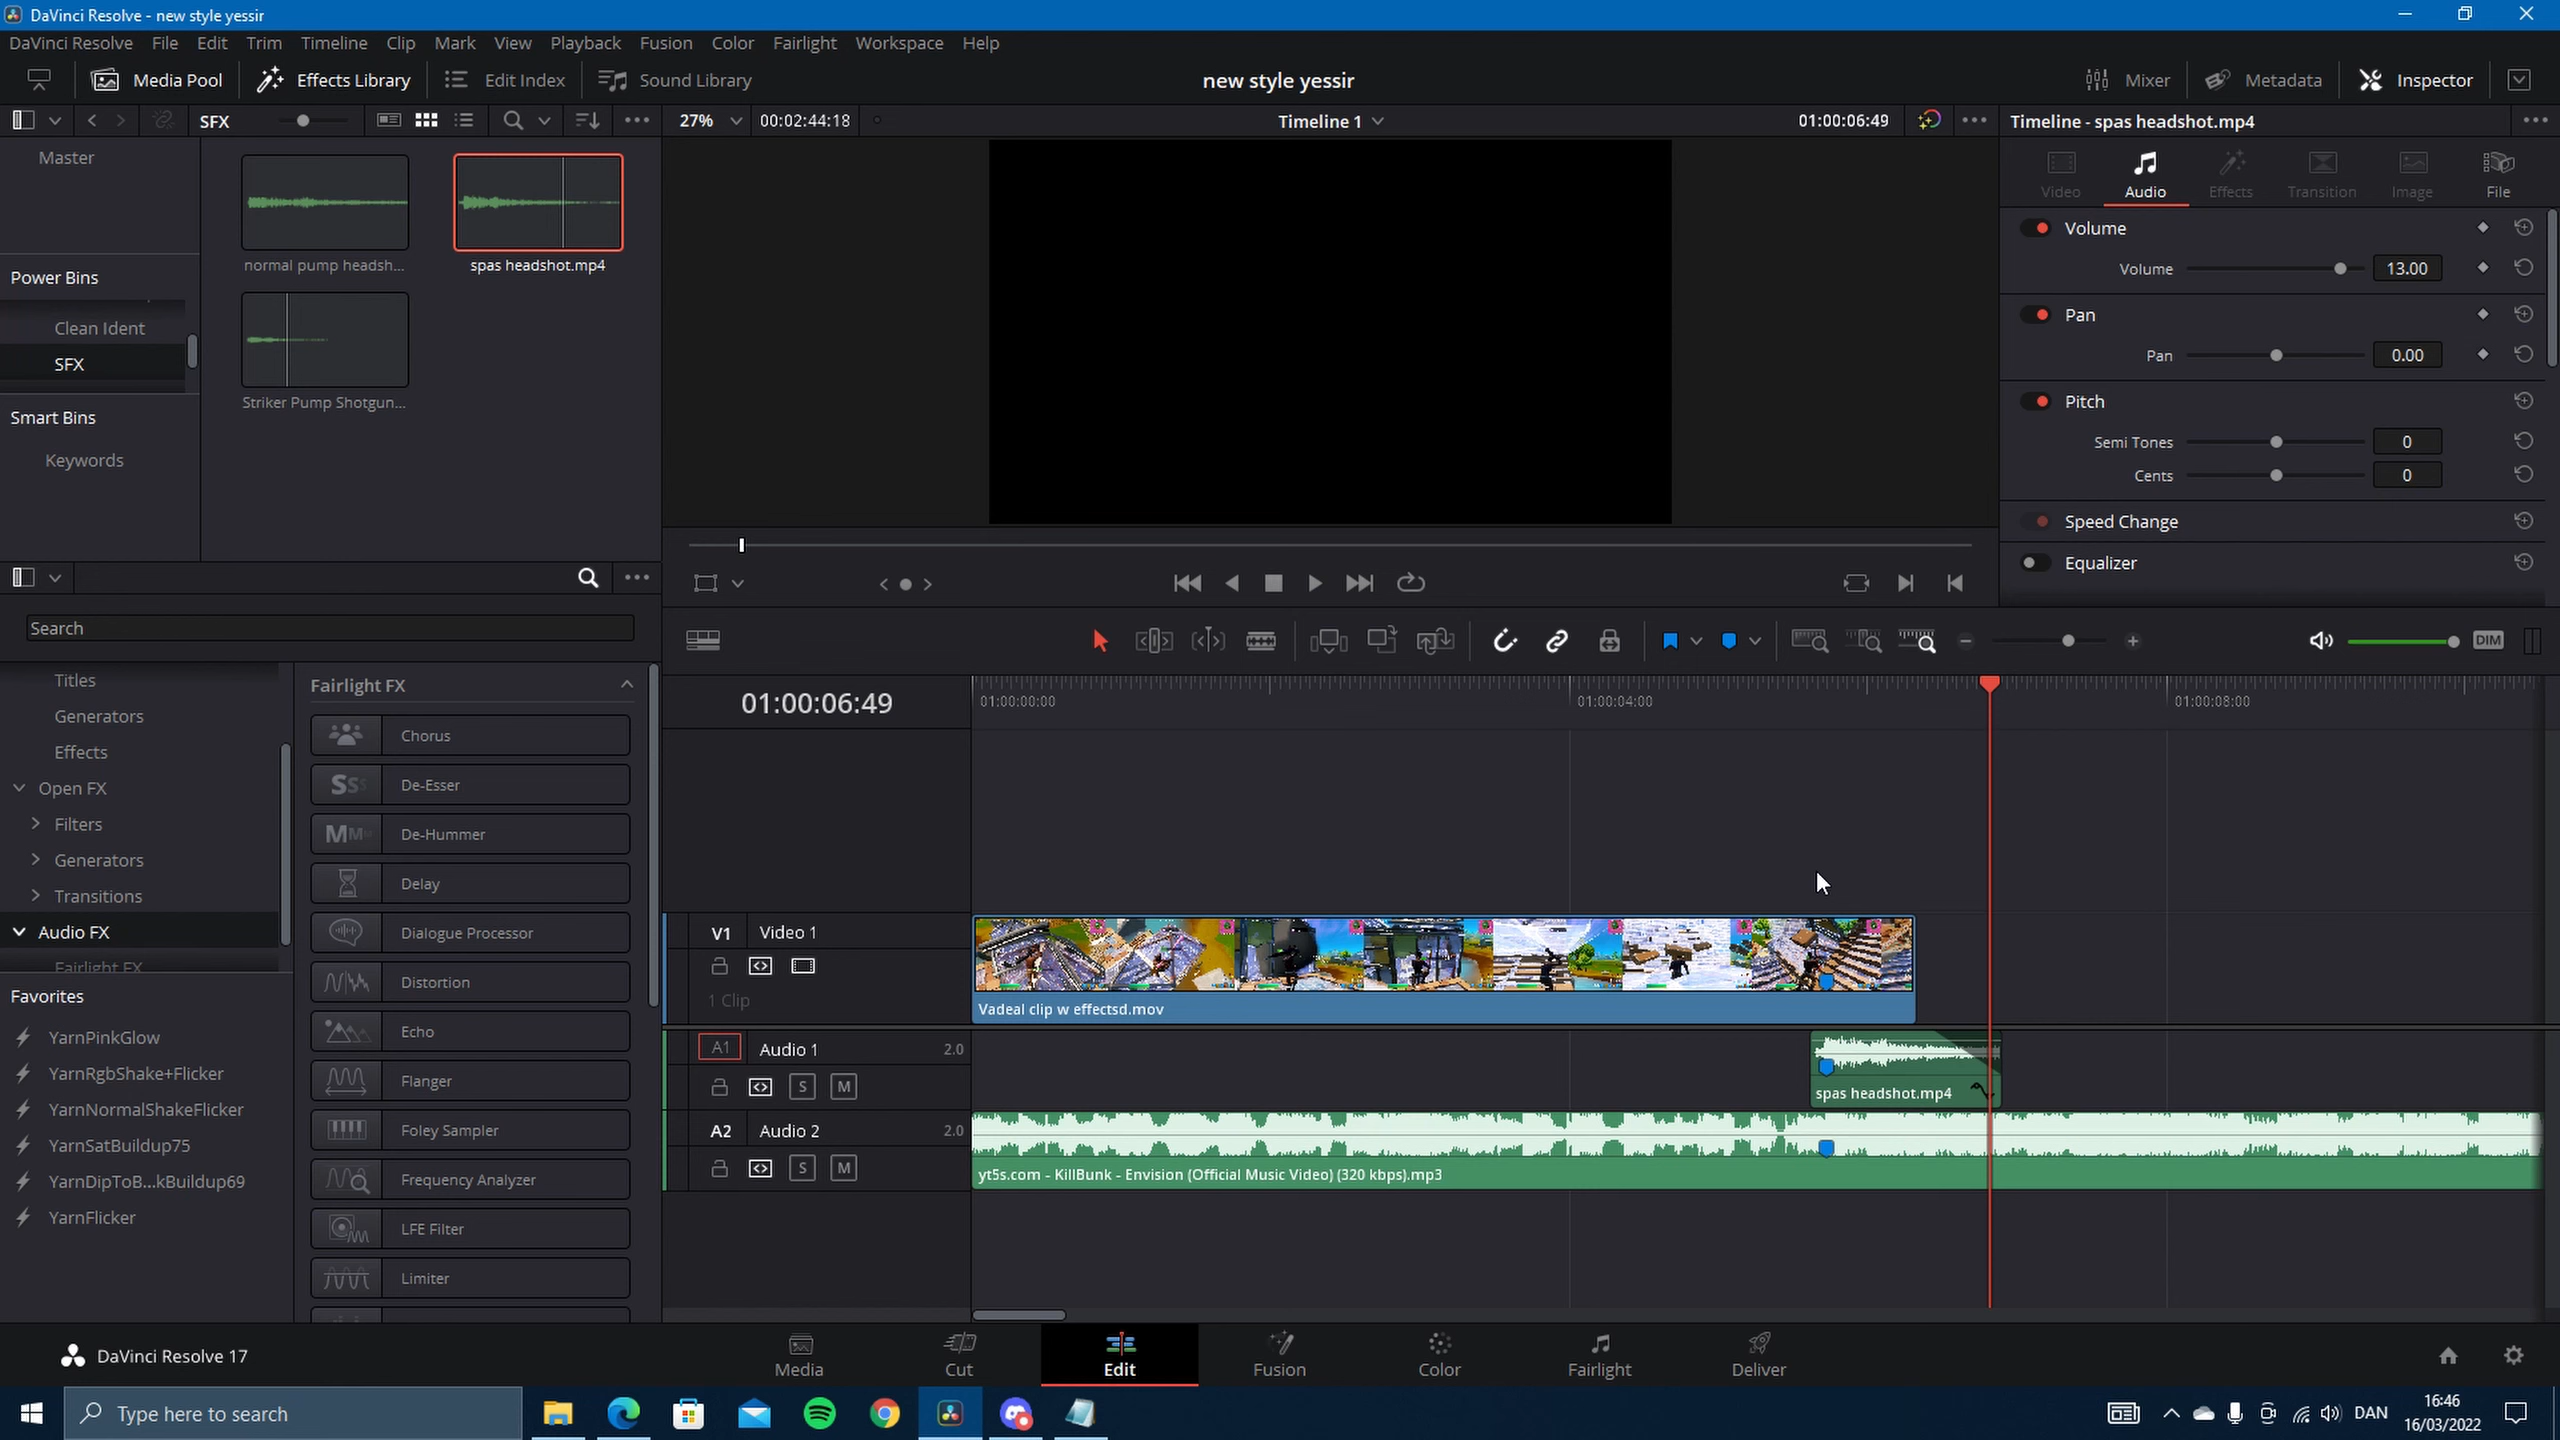 DaVinci Resolve - new style yessir
DaVinci Resolve File Edit Trim Timeline Clip Mark View Playback Fusion Color Fairlight Workspace Help
Media Pool Effects Library Edit Index Sound Library new style yessir Mixer Metadata Inspector
SFX 27% 00:02:44:18 Timeline 1 01:00:06:49 Timeline - spas headshot.mp4
Master
Power Bins
Clean Ident
SFX
Smart Bins
Keywords
normal pump headsh...
spas headshot.mp4
Striker Pump Shotgun...
Video Audio Effects Transition Image File
Volume
Volume 13.00
Pan
Pan 0.00
Pitch
Semi Tones 0
Cents 0
Speed Change
Equalizer
Search
Titles
Generators
Effects
Open FX
Filters
Generators
Transitions
Audio FX
Fairlight FX
Favorites
YarnPinkGlow
YarnRgbShake+Flicker
YarnNormalShakeFlicker
YarnSatBuildup75
YarnDipToB...kBuildup69
YarnFlicker
Fairlight FX
Chorus
De-Esser
De-Hummer
Delay
Dialogue Processor
Distortion
Echo
Flanger
Foley Sampler
Frequency Analyzer
LFE Filter
Limiter
DIM
01:00:06:49
01:00:00:00 01:00:04:00 01:00:08:00
V1 Video 1
1 Clip
Vadeal clip w effectsd.mov
A1 Audio 1 2.0
S M
spas headshot.mp4
A2 Audio 2 2.0
S M
yt5s.com - KillBunk - Envision (Official Music Video) (320 kbps).mp3
DaVinci Resolve 17
Media Cut Edit Fusion Color Fairlight Deliver
Type here to search
DAN
16:46
16/03/2022